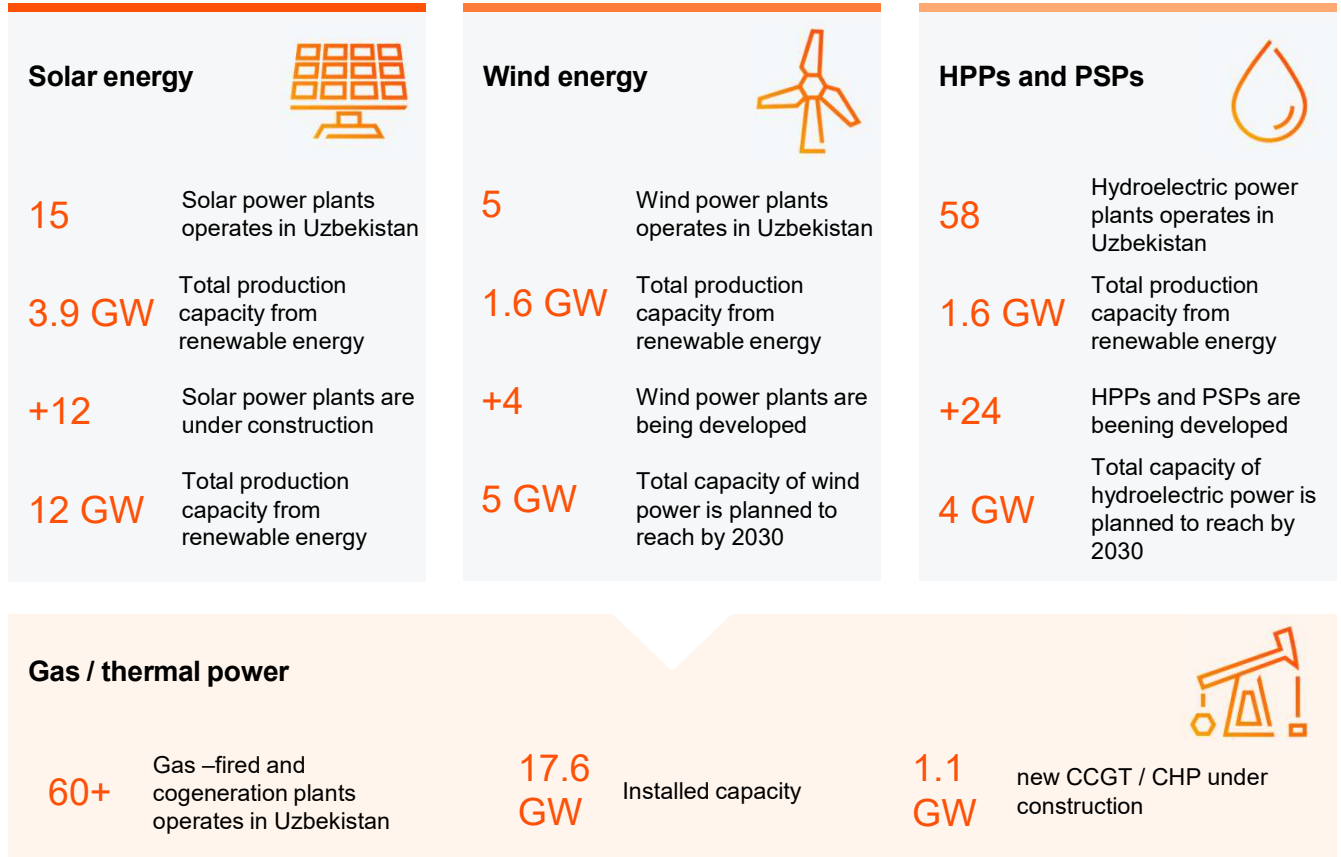 Solar energy
15
Solar power plants
operates in Uzbekistan
3.9 GW
Total production
capacity from
renewable energy
+12
Solar power plants are
under construction
12 GW
Total production
capacity from
renewable energy
Wind energy
5
Wind power plants
operates in Uzbekistan
1.6 GW
Total production
capacity from
renewable energy
+4
Wind power plants are
being developed
5 GW
Total capacity of wind
power is planned to
reach by 2030
HPPs and PSPs
58
Hydroelectric power
plants operates in
Uzbekistan
1.6 GW
Total production
capacity from
renewable energy
+24
HPPs and PSPs are
beening developed
4 GW
Total capacity of
hydroelectric power is
planned to reach by
2030
Gas / thermal power
60+
Gas –fired and
cogeneration plants
operates in Uzbekistan
17.6
GW
Installed capacity
1.1
GW
new CCGT / CHP under
construction